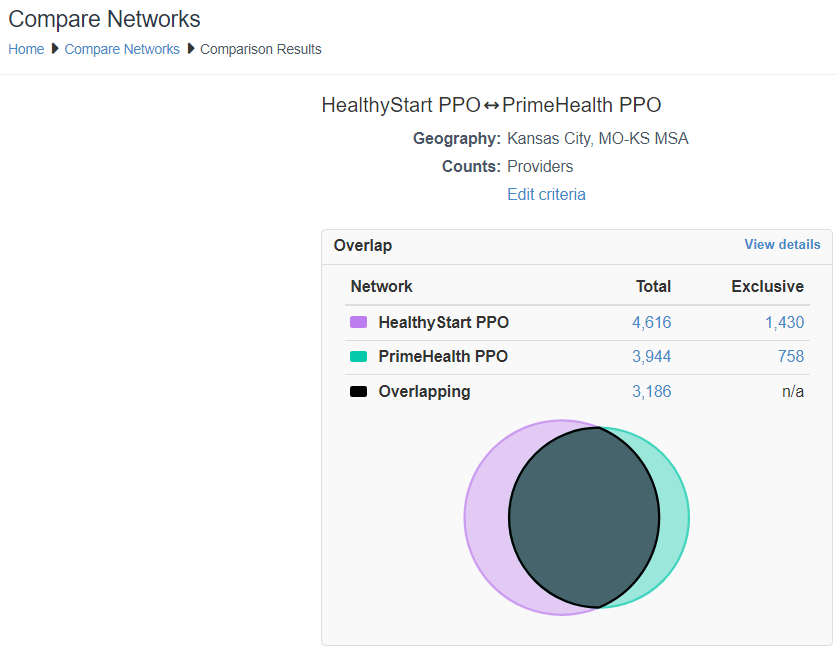 Compare Networks
Home Compare Networks Comparison Results
HealthyStart PPO↔PrimeHealth PPO
Geography: Kansas City, MO-KS MSA
Counts: Providers
Edit criteria
Overlap View details
Network Total Exclusive
HealthyStart PPO 4,616 1,430
PrimeHealth PPO 3,944 758
Overlapping 3,186 n/a